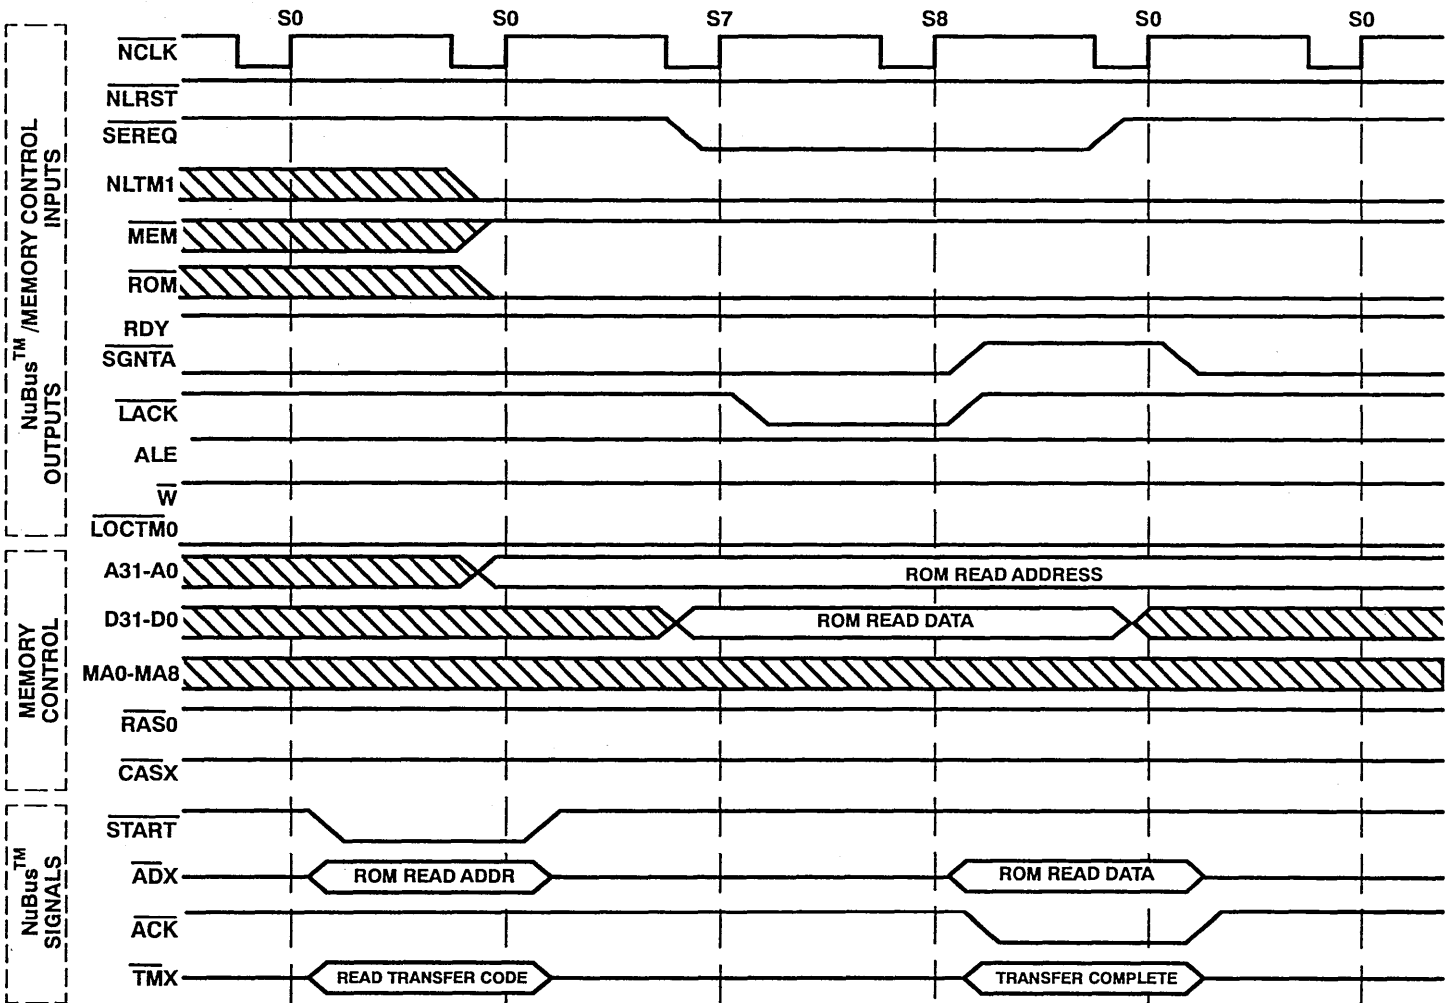 S0 S0 S7 S8 S0 S0
NuBus™ /MEMORY CONTROL
INPUTS
OUTPUTS
NCLK
NLRST
SEREQ
NLTM1
MEM
ROM
RDY
SGNTA
LACK
ALE
W
LOCTM0
MEMORY
CONTROL
A31-A0 ROM READ ADDRESS
D31-D0 ROM READ DATA
MA0-MA8
RAS0
CASX
NuBus™
SIGNALS
START
ADX ROM READ ADDR ROM READ DATA
ACK
TMX READ TRANSFER CODE TRANSFER COMPLETE